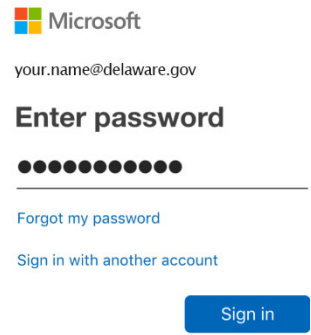 Microsoft
your.name@delaware.gov
Enter password
●●●●●●●●●●●
Forgot my password
Sign in with another account
Sign in